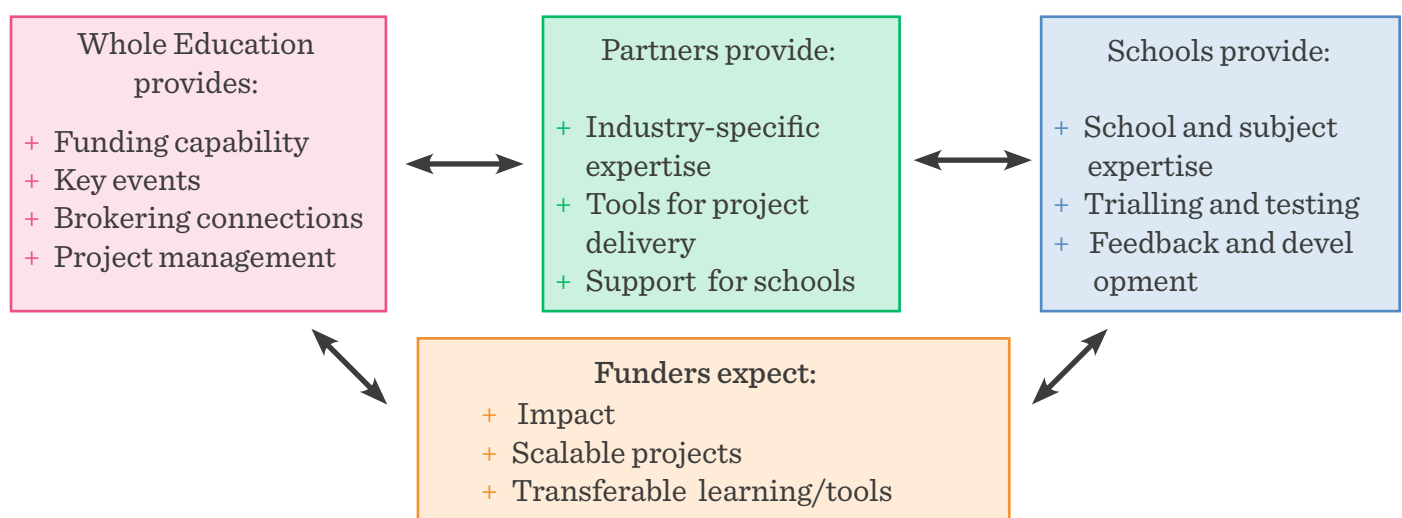 Whole Education
provides:
+ Funding capability
+ Key events
+ Brokering connections
+ Project management
Partners provide:
+ Industry-specific
expertise
+ Tools for project
delivery
+ Support for schools
Schools provide:
+ School and subject
expertise
+ Trialling and testing
+ Feedback and devel
opment
Funders expect:
+ Impact
+ Scalable projects
+ Transferable learning/tools